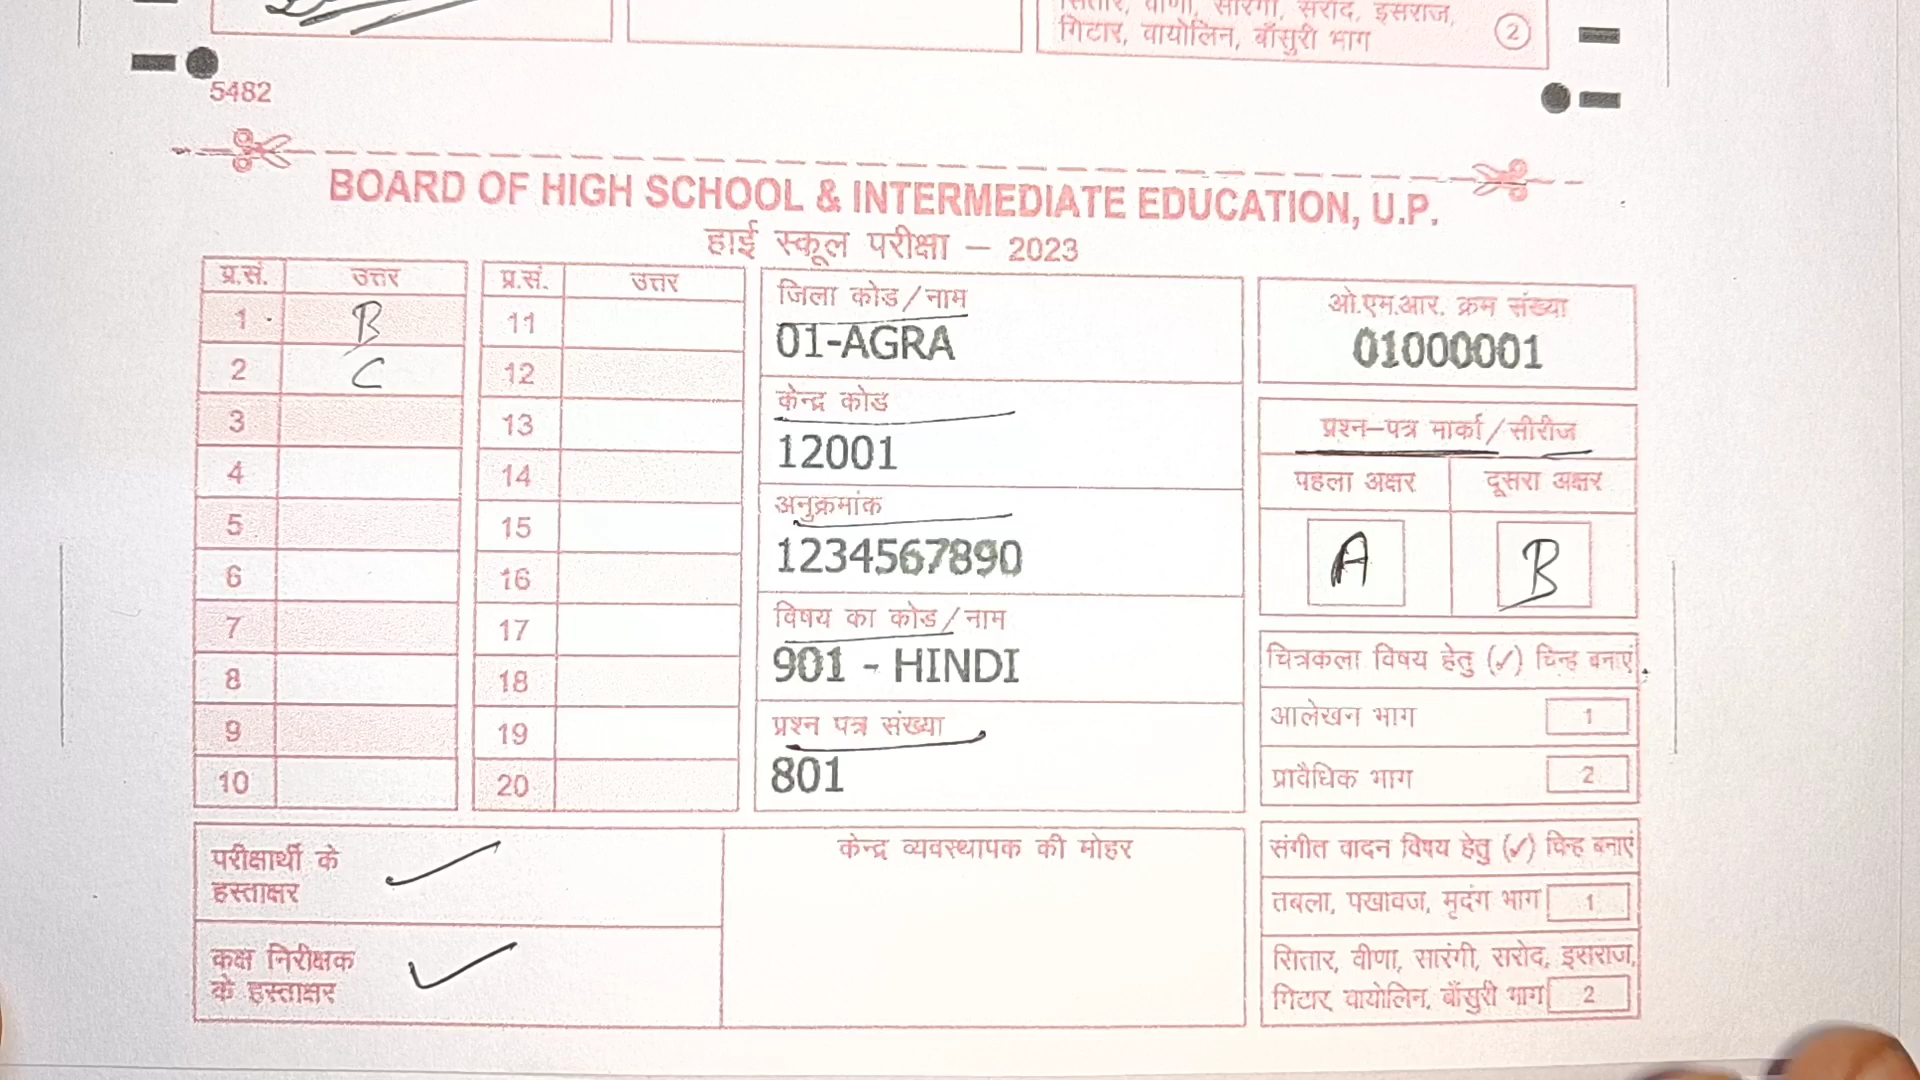 सितार, वीणा, सारंगी, सरोद, इसराज,
गिटार, वायोलिन, बाँसुरी भाग 2
5482
BOARD OF HIGH SCHOOL & INTERMEDIATE EDUCATION, U.P.
हाई स्कूल परीक्षा – 2023
प्र.सं. उत्तर
1 B
2 C
3
4
5
6
7
8
9
10
प्र.सं. उत्तर
11
12
13
14
15
16
17
18
19
20
जिला कोड/नाम
01-AGRA
केन्द्र कोड
12001
अनुक्रमांक
1234567890
विषय का कोड/नाम
901 - HINDI
प्रश्न पत्र संख्या
801
ओ.एम.आर. क्रम संख्या
01000001
प्रश्न–पत्र मार्का/सीरीज
पहला अक्षर दूसरा अक्षर
A B
चित्रकला विषय हेतु (✓) चिन्ह बनाएं
आलेखन भाग 1
प्रावैधिक भाग 2
संगीत वादन विषय हेतु (✓) चिन्ह बनाएं
तबला, पखावज, मृदंग भाग 1
सितार, वीणा, सारंगी, सरोद, इसराज,
गिटार, वायोलिन, बाँसुरी भाग 2
परीक्षार्थी के
हस्ताक्षर
कक्ष निरीक्षक
के हस्ताक्षर
केन्द्र व्यवस्थापक की मोहर